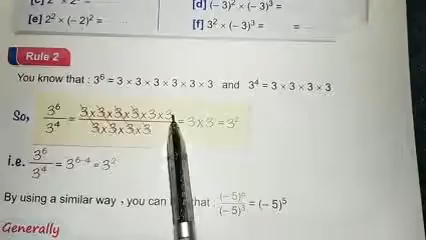 [e] 2² × (− 2)² =
[d] (− 3)² × (− 3)³ =
[f] 3² × (− 3)³ = =
Rule 2
You know that : 3⁶ = 3 × 3 × 3 × 3 × 3 × 3 and 3⁴ = 3 × 3 × 3 × 3
So, 3⁶/3⁴ = 3×3×3×3×3×3/3×3×3×3 = 3×3 = 3²
i.e. 3⁶/3⁴ = 3⁶⁻⁴ = 3²
By using a similar way , you can that : /(− 5)³ = (− 5)⁵
Generally